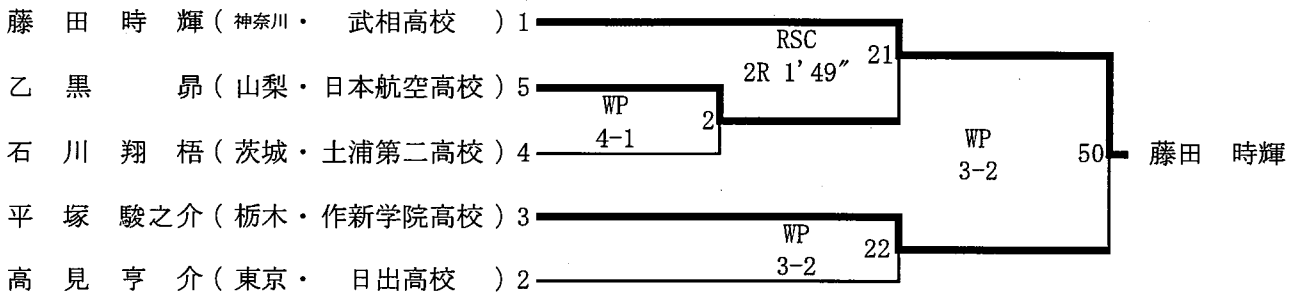 藤田時輝(神奈川・武相高校)1
RSC
2R 1'49"
21
乙黒昴(山梨・日本航空高校)5
WP
4-1
2
石川翔梧(茨城・土浦第二高校)4
WP
3-2
50 藤田 時輝
平塚駿之介(栃木・作新学院高校)3
WP
3-2
22
高見亨介(東京・日出高校)2